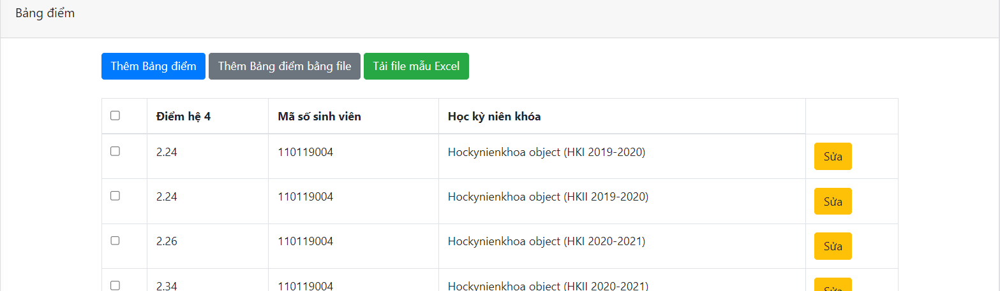 Bảng điểm
Thêm Bảng điểm Thêm Bảng điểm bằng file Tải file mẫu Excel
Điểm hệ 4 Mã số sinh viên Học kỳ niên khóa
2.24 110119004 Hockynienkhoa object (HKI 2019-2020) Sửa
2.24 110119004 Hockynienkhoa object (HKII 2019-2020) Sửa
2.26 110119004 Hockynienkhoa object (HKI 2020-2021) Sửa
2.34 110119004 Hockynienkhoa object (HKII 2020-2021) Sửa